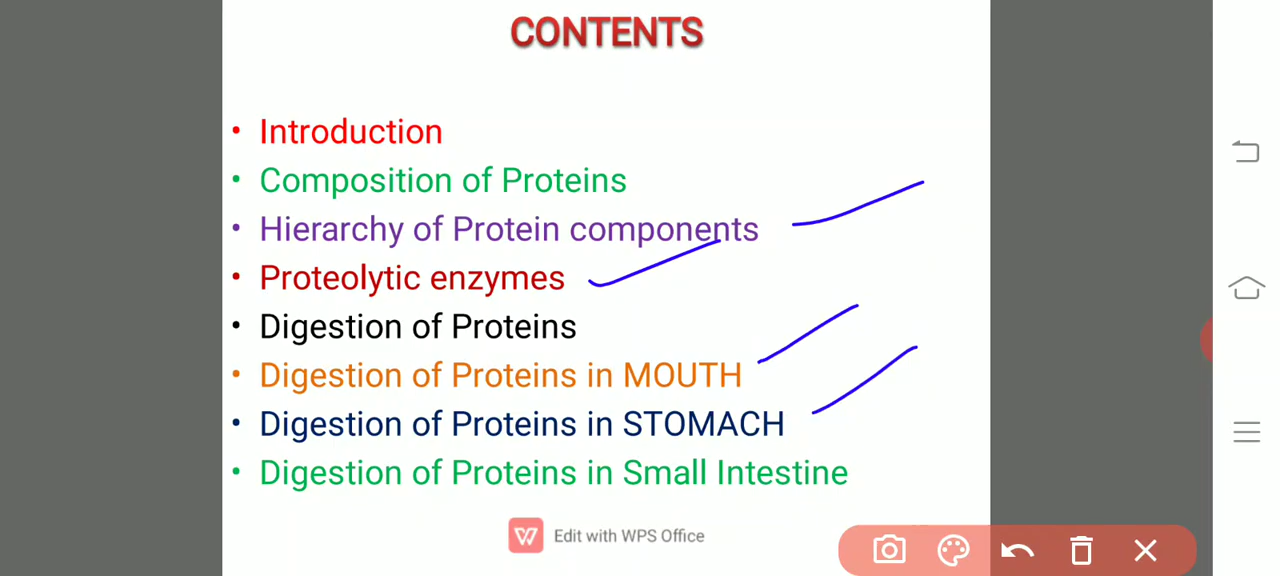 CONTENTS
• Introduction
• Composition of Proteins
• Hierarchy of Protein components
• Proteolytic enzymes
• Digestion of Proteins
• Digestion of Proteins in MOUTH
• Digestion of Proteins in STOMACH
• Digestion of Proteins in Small Intestine
Edit with WPS Office